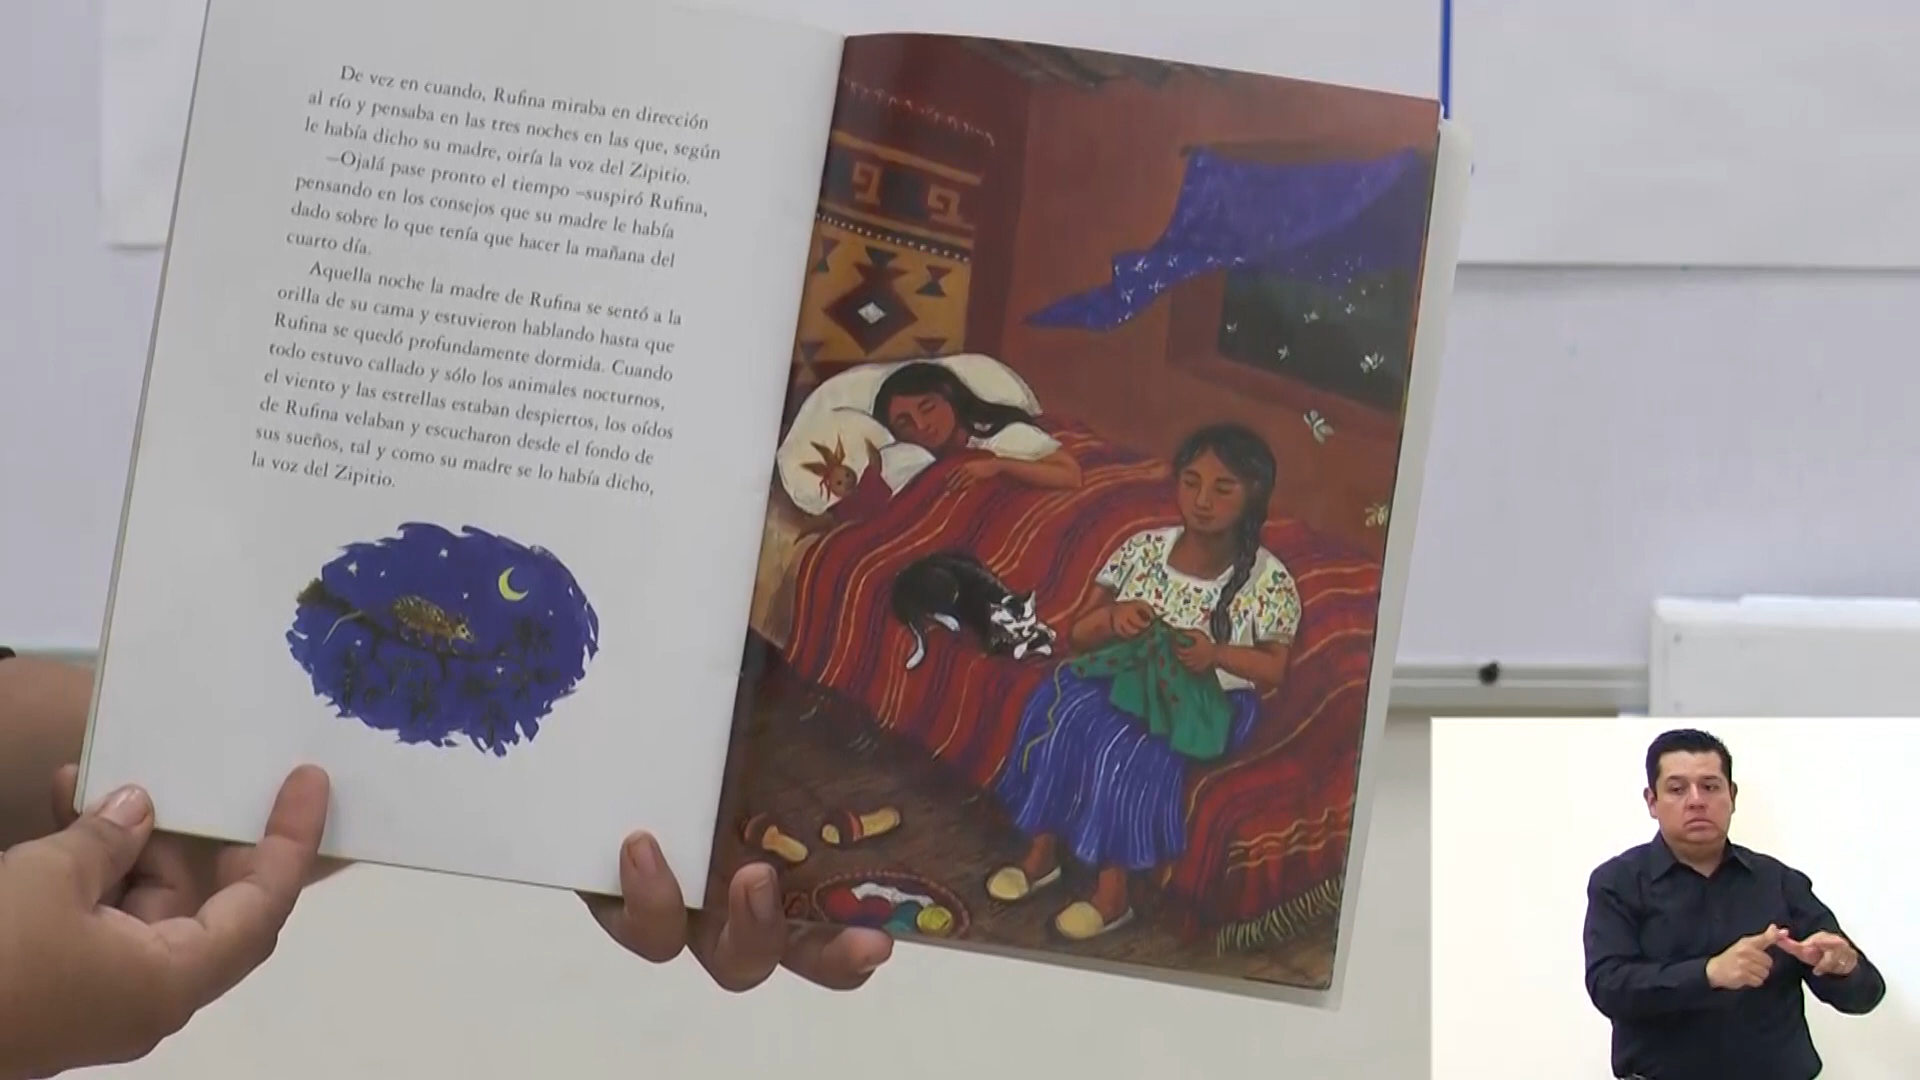 De vez en cuando, Rufina miraba en dirección
al río y pensaba en las tres noches en las que, según
le había dicho su madre, oiría la voz del Zipitio.
–Ojalá pase pronto el tiempo –suspiró Rufina,
pensando en los consejos que su madre le había
dado sobre lo que tenía que hacer la mañana del
cuarto día.
Aquella noche la madre de Rufina se sentó a la
orilla de su cama y estuvieron hablando hasta que
Rufina se quedó profundamente dormida. Cuando
todo estuvo callado y sólo los animales nocturnos,
el viento y las estrellas estaban despiertos, los oídos
de Rufina velaban y escucharon desde el fondo de
sus sueños, tal y como su madre se lo había dicho,
la voz del Zipitio.